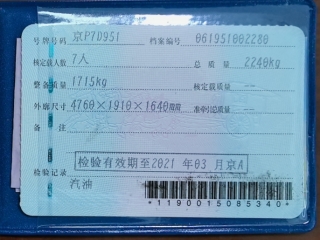 号牌号码 京P7D951 档案编号 061951002280
核定载人数 7人 总 质 量 2240kg
整备质量 1715kg 核定载质量 --
外廓尺寸 4760×1910×1640mm 准牵引总质量 --
备 注
检验有效期至2021 年 03 月京A
检验记录
汽油
*1190015085340*